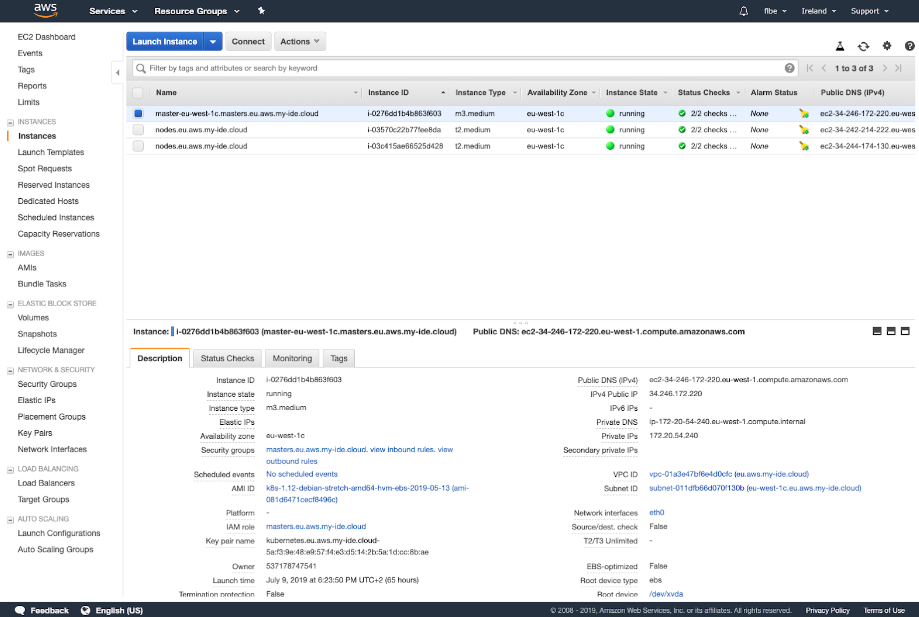 aws
Services
Resource Groups
flbe
Ireland
Support
EC2 Dashboard
Events
Tags
Reports
Limits
INSTANCES
Instances
Launch Templates
Spot Requests
Reserved Instances
Dedicated Hosts
Scheduled Instances
Capacity Reservations
IMAGES
AMIs
Bundle Tasks
ELASTIC BLOCK STORE
Volumes
Snapshots
Lifecycle Manager
NETWORK & SECURITY
Security Groups
Elastic IPs
Placement Groups
Key Pairs
Network Interfaces
LOAD BALANCING
Load Balancers
Target Groups
AUTO SCALING
Launch Configurations
Auto Scaling Groups
Launch Instance Connect Actions
Filter by tags and attributes or search by keyword
1 to 3 of 3
Name Instance ID Instance Type Availability Zone Instance State Status Checks Alarm Status Public DNS (IPv4)
master-eu-west-1c.masters.eu.aws.my-ide.cloud i-0276dd1b4b863f603 m3.medium eu-west-1c running 2/2 checks ... None ec2-34-246-172-220.eu-wes
nodes.eu.aws.my-ide.cloud i-03570c22b77fee8da t2.medium eu-west-1c running 2/2 checks ... None ec2-34-242-214-222.eu-wes
nodes.eu.aws.my-ide.cloud i-03c415ae66525d428 t2.medium eu-west-1c running 2/2 checks ... None ec2-34-244-174-130.eu-wes
Instance: i-0276dd1b4b863f603 (master-eu-west-1c.masters.eu.aws.my-ide.cloud) Public DNS: ec2-34-246-172-220.eu-west-1.compute.amazonaws.com
Description Status Checks Monitoring Tags
Instance ID i-0276dd1b4b863f603
Instance state running
Instance type m3.medium
Elastic IPs
Availability zone eu-west-1c
Security groups masters.eu.aws.my-ide.cloud. view inbound rules. view
outbound rules
Scheduled events No scheduled events
AMI ID k8s-1.12-debian-stretch-amd64-hvm-ebs-2019-05-13 (ami-
081d6471cecf8496c)
Platform -
IAM role masters.eu.aws.my-ide.cloud
Key pair name kubernetes.eu.aws.my-ide.cloud-
5a:f3:9e:48:e9:57:f4:e3:d5:14:2b:5a:1d:cc:8b:ae
Owner 537178747541
Launch time July 9, 2019 at 6:23:50 PM UTC+2 (65 hours)
Termination protection False
Public DNS (IPv4) ec2-34-246-172-220.eu-west-1.compute.amazonaws.com
IPv4 Public IP 34.246.172.220
IPv6 IPs -
Private DNS ip-172-20-54-240.eu-west-1.compute.internal
Private IPs 172.20.54.240
Secondary private IPs
VPC ID vpc-01a3e47bf6e4d0cfc (eu.aws.my-ide.cloud)
Subnet ID subnet-011dfb66d070f130b (eu-west-1c.eu.aws.my-ide.cloud)
Network interfaces eth0
Source/dest. check False
T2/T3 Unlimited -
EBS-optimized False
Root device type ebs
Root device /dev/xvda
Feedback English (US) © 2008 - 2019, Amazon Web Services, Inc. or its affiliates. All rights reserved. Privacy Policy Terms of Use